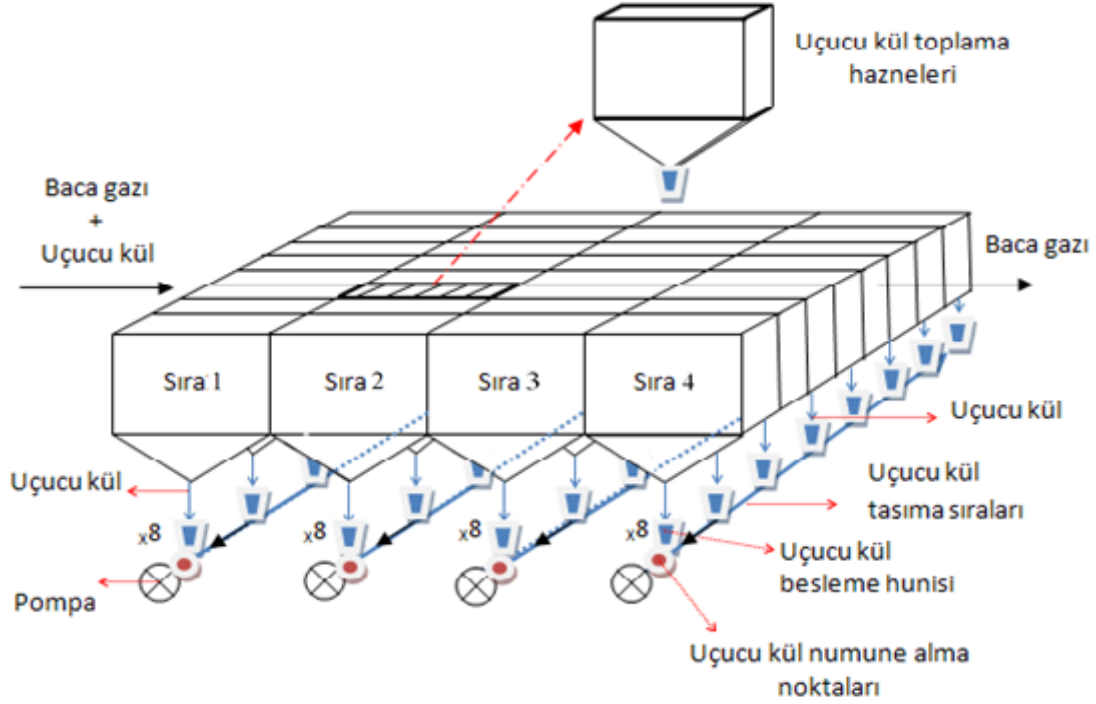 Uçucu kül toplama
hazneleri
Baca gazı
+
Uçucu kül
Baca gazı
Sıra 1
Sıra 2
Sıra 3
Sıra 4
Uçucu kül
Uçucu kül
Uçucu kül
tasıma sıraları
x8
x8
x8
x8
Uçucu kül
besleme hunisi
Pompa
Uçucu kül numune alma
noktaları